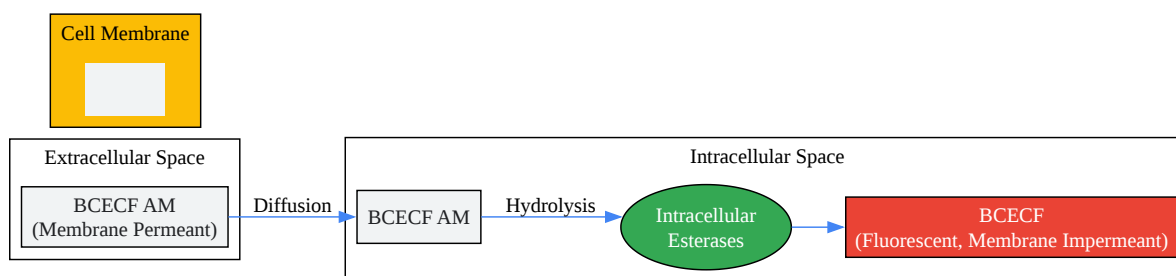 Cell Membrane
Extracellular Space
BCECF AM
(Membrane Permeant)
Diffusion
Intracellular Space
BCECF AM
Hydrolysis
Intracellular
Esterases
BCECF
(Fluorescent, Membrane Impermeant)